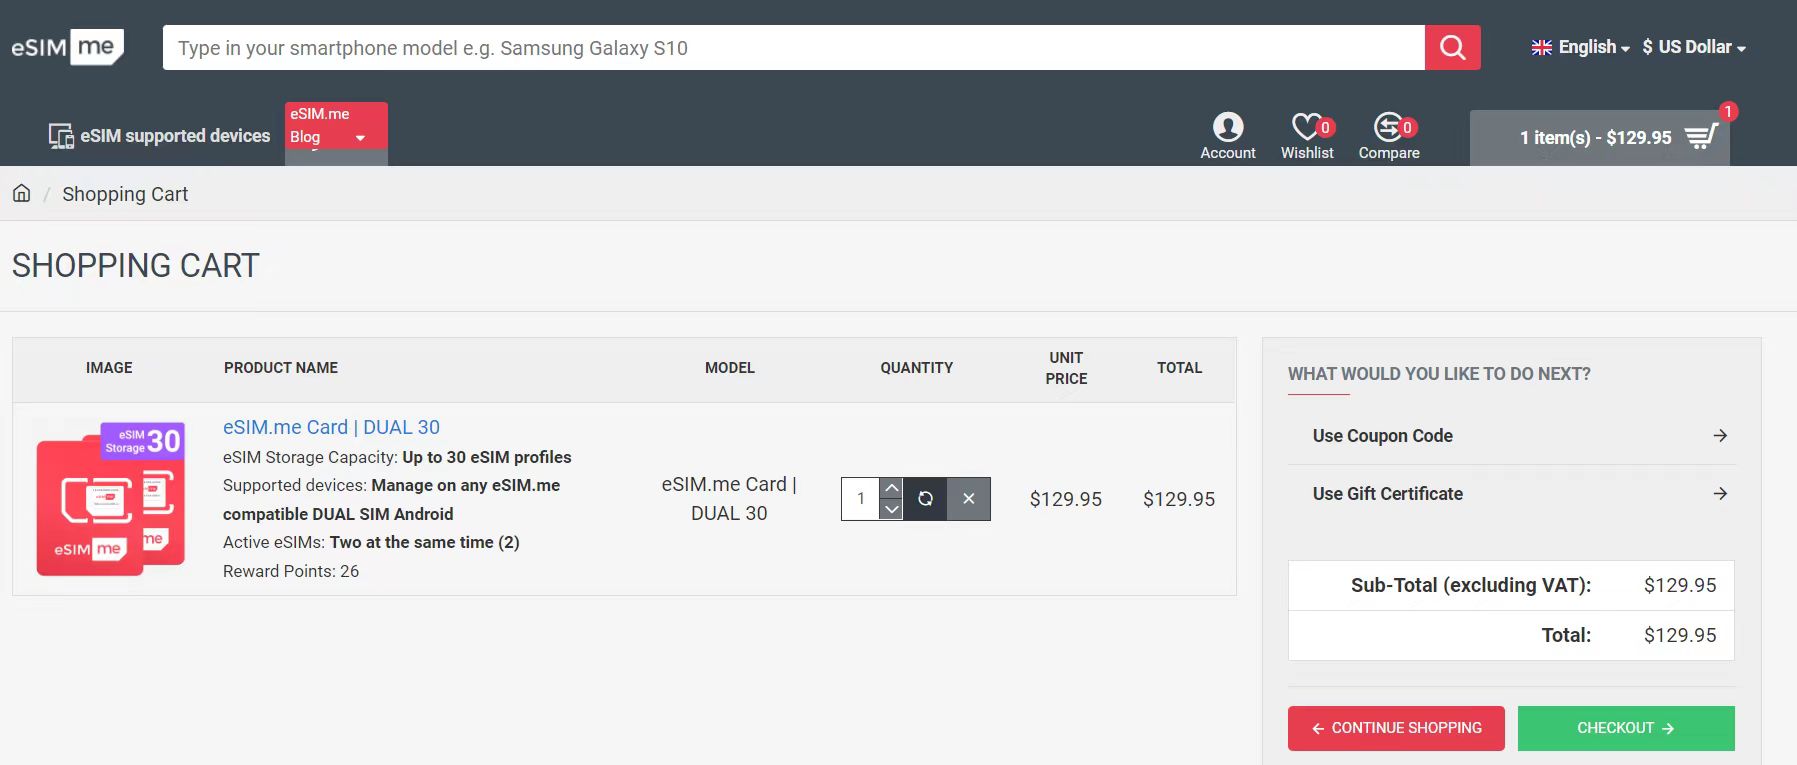 eSIM me
Type in your smartphone model e.g. Samsung Galaxy S10
English
$ US Dollar
eSIM supported devices
eSIM.me
Blog
Account
0
Wishlist
0
Compare
1 item(s) - $129.95
1
/ Shopping Cart
SHOPPING CART
IMAGE PRODUCT NAME MODEL QUANTITY UNIT PRICE TOTAL
eSIM
Storage 30
eSIM me
me
eSIM.me Card | DUAL 30
eSIM Storage Capacity: Up to 30 eSIM profiles
Supported devices: Manage on any eSIM.me
compatible DUAL SIM Android
Active eSIMs: Two at the same time (2)
Reward Points: 26
eSIM.me Card |
DUAL 30
1
$129.95
$129.95
WHAT WOULD YOU LIKE TO DO NEXT?
Use Coupon Code
Use Gift Certificate
Sub-Total (excluding VAT): $129.95
Total: $129.95
CONTINUE SHOPPING
CHECKOUT